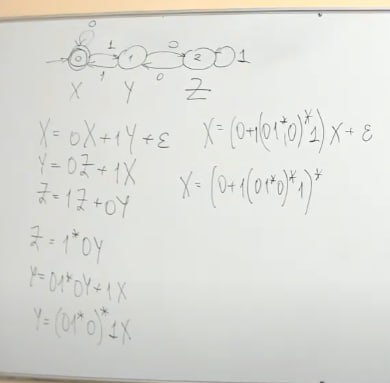 0
1 0
0 1 2 1
1 0
X Y Z
X=0X+1Y+ε
Y=0Z+1X
Z=1Z+0Y
Z=1*0Y
Y=01*0Y+1X
Y=(01*0)*1X
X=(0+1(01*0)*1)X+ε
X=(0+1(01*0)*1)*